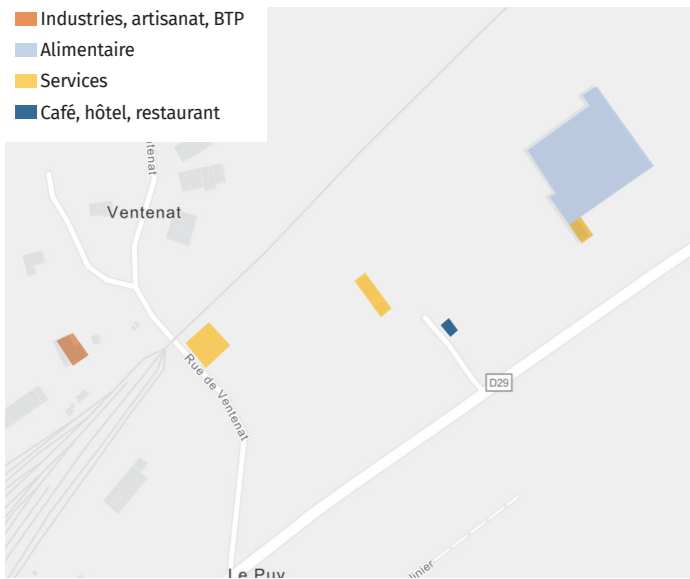 Industries, artisanat, BTP
Alimentaire
Services
Café, hôtel, restaurant
Ventenat
Rue de Ventenat
D29
Le Puy